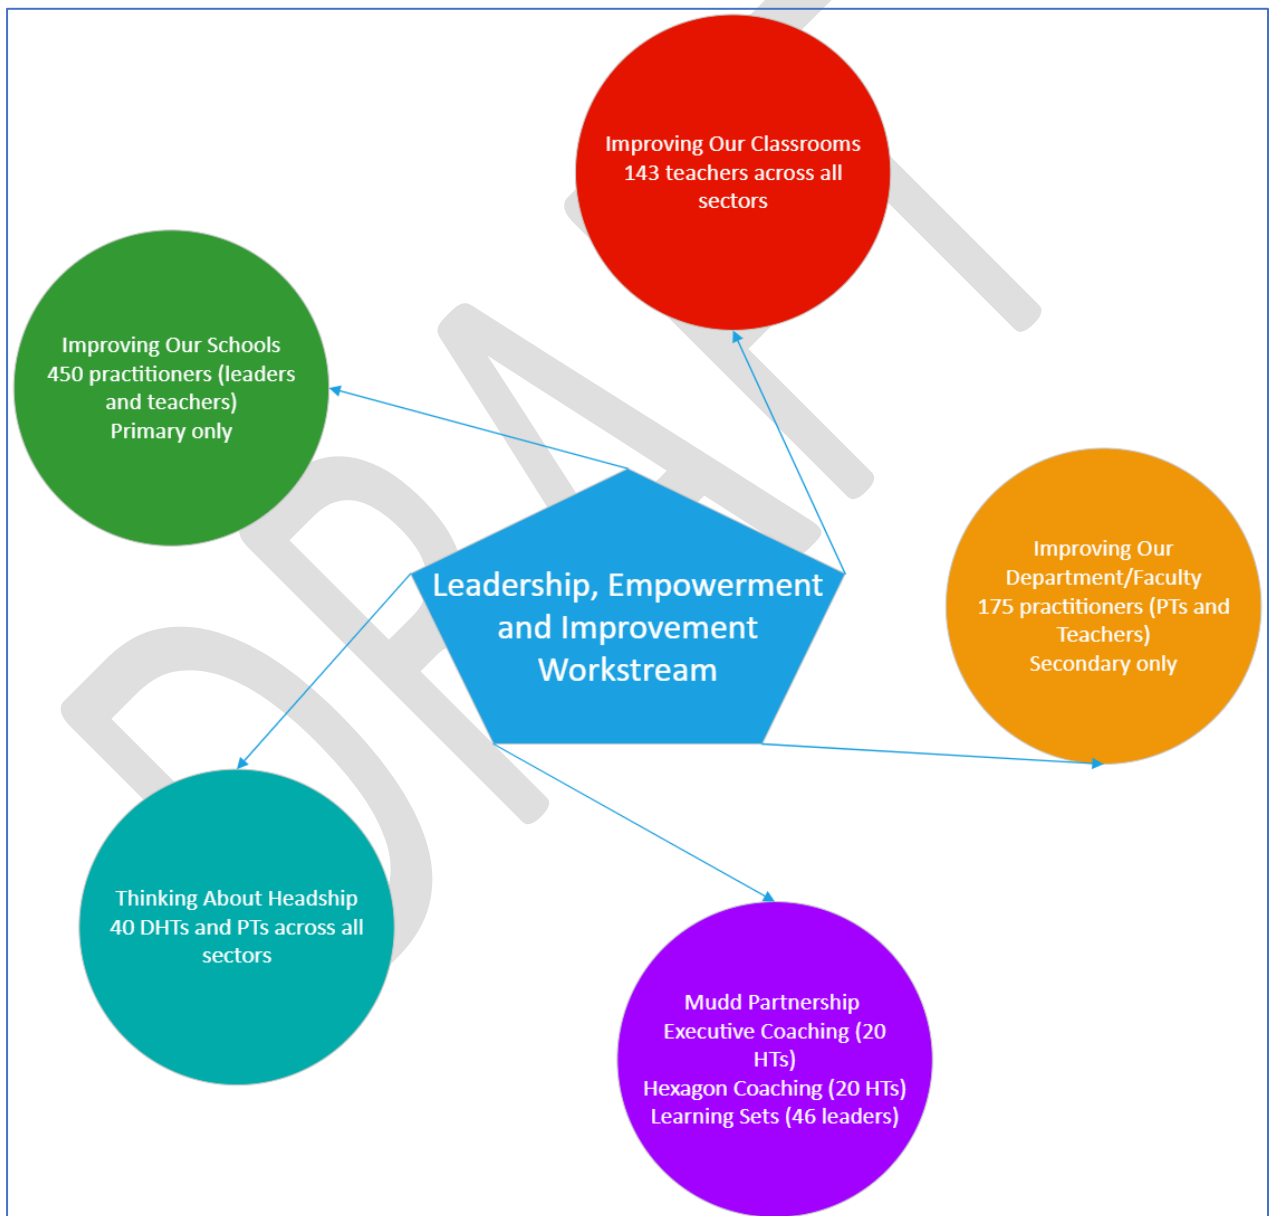 Improving Our Classrooms
143 teachers across all
sectors
Improving Our Schools
450 practitioners (leaders
and teachers)
Primary only
Improving Our
Department/Faculty
175 practitioners (PTs and
Teachers)
Secondary only
Leadership, Empowerment
and Improvement
Workstream
Thinking About Headship
40 DHTs and PTs across all
sectors
Mudd Partnership
Executive Coaching (20
HTs)
Hexagon Coaching (20 HTs)
Learning Sets (46 leaders)
DRAFT